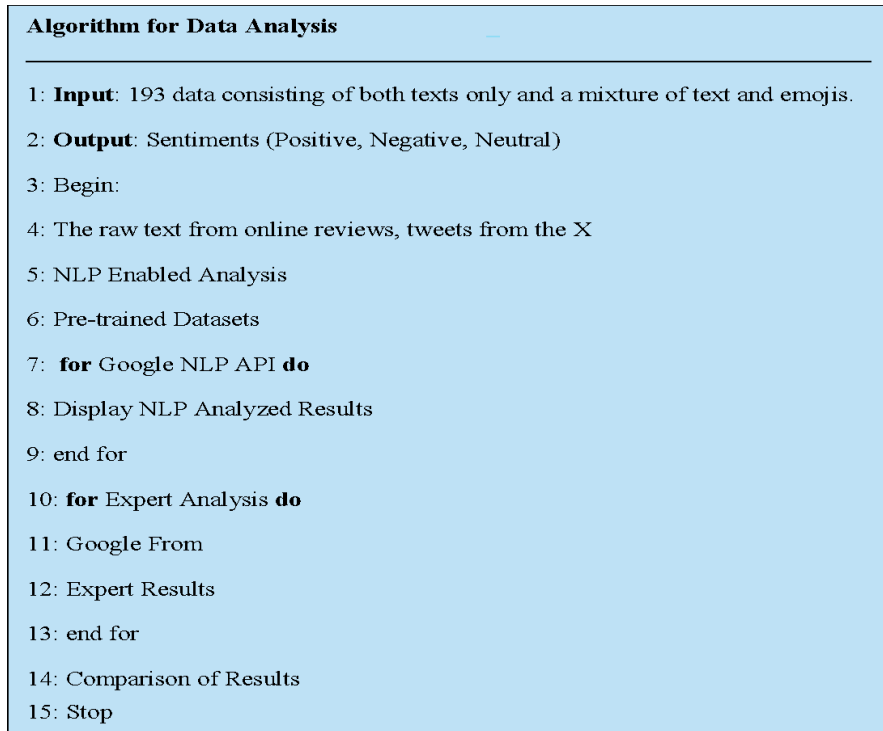 Algorithm for Data Analysis
1: Input: 193 data consisting of both texts only and a mixture of text and emojis.
2: Output: Sentiments (Positive, Negative, Neutral)
3: Begin:
4: The raw text from online reviews, tweets from the X
5: NLP Enabled Analysis
6: Pre-trained Datasets
7: for Google NLP API do
8: Display NLP Analyzed Results
9: end for
10: for Expert Analysis do
11: Google From
12: Expert Results
13: end for
14: Comparison of Results
15: Stop